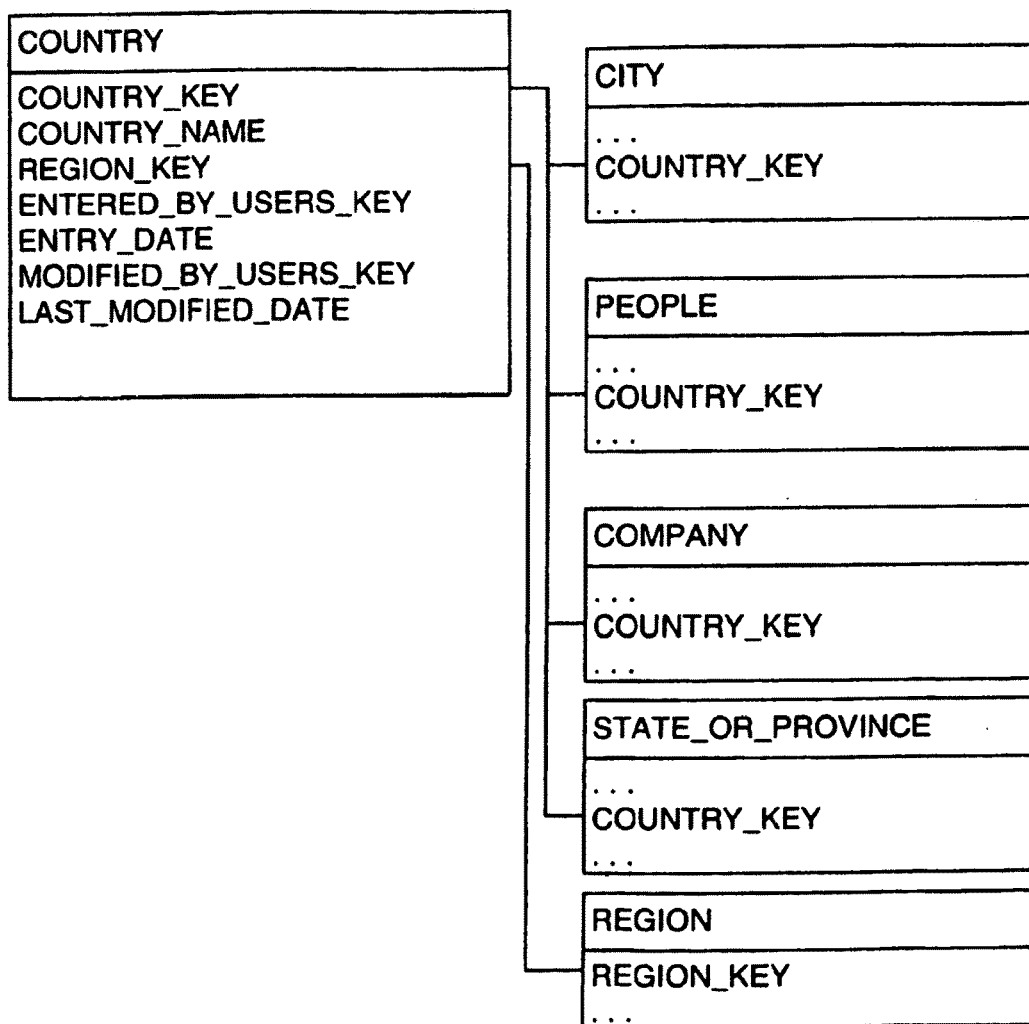 COUNTRY
COUNTRY_KEY
COUNTRY_NAME
REGION_KEY
ENTERED_BY_USERS_KEY
ENTRY_DATE
MODIFIED_BY_USERS_KEY
LAST_MODIFIED_DATE
CITY
. . .
COUNTRY_KEY
. . .
PEOPLE
. . .
COUNTRY_KEY
. . .
COMPANY
. . .
COUNTRY_KEY
. . .
STATE_OR_PROVINCE
. . .
COUNTRY_KEY
. . .
REGION
REGION_KEY
. . .